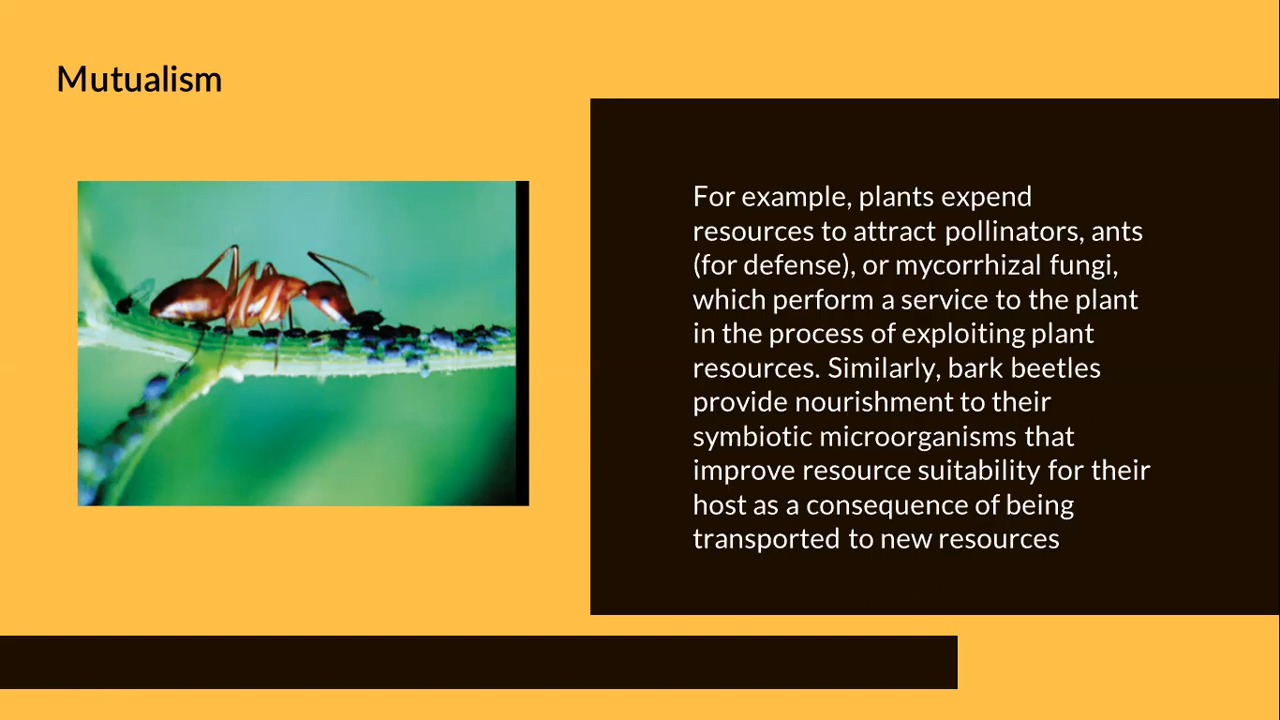 Mutualism
For example, plants expend
resources to attract pollinators, ants
(for defense), or mycorrhizal fungi,
which perform a service to the plant
in the process of exploiting plant
resources. Similarly, bark beetles
provide nourishment to their
symbiotic microorganisms that
improve resource suitability for their
host as a consequence of being
transported to new resources